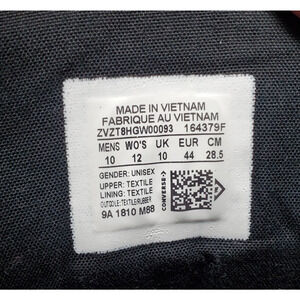 MADE IN VIETNAM
FABRIQUE AU VIETNAM
ZVZT8HGW00093 164379F
MENS WO'S UK EUR CM
10 12 10 44 28.5
GENDER: UNISEX
UPPER: TEXTILE
LINING: TEXTILE
OUTSOLE: TEXTILE/RUBBER
9A 1810 M88
CONVERSE